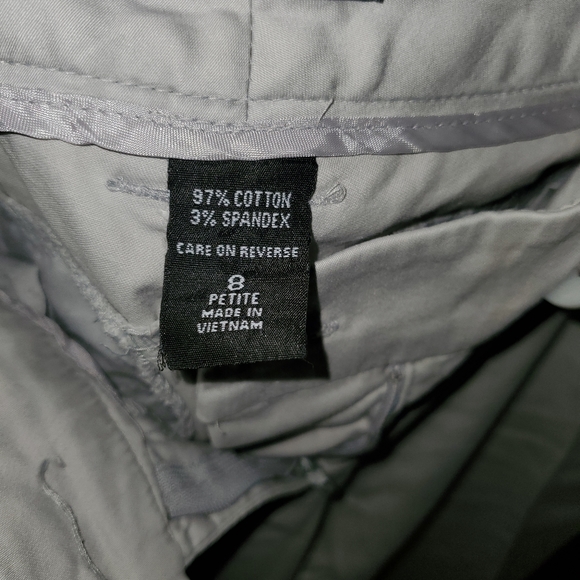 97% COTTON
3% SPANDEX
CARE ON REVERSE
8
PETITE
MADE IN
VIETNAM